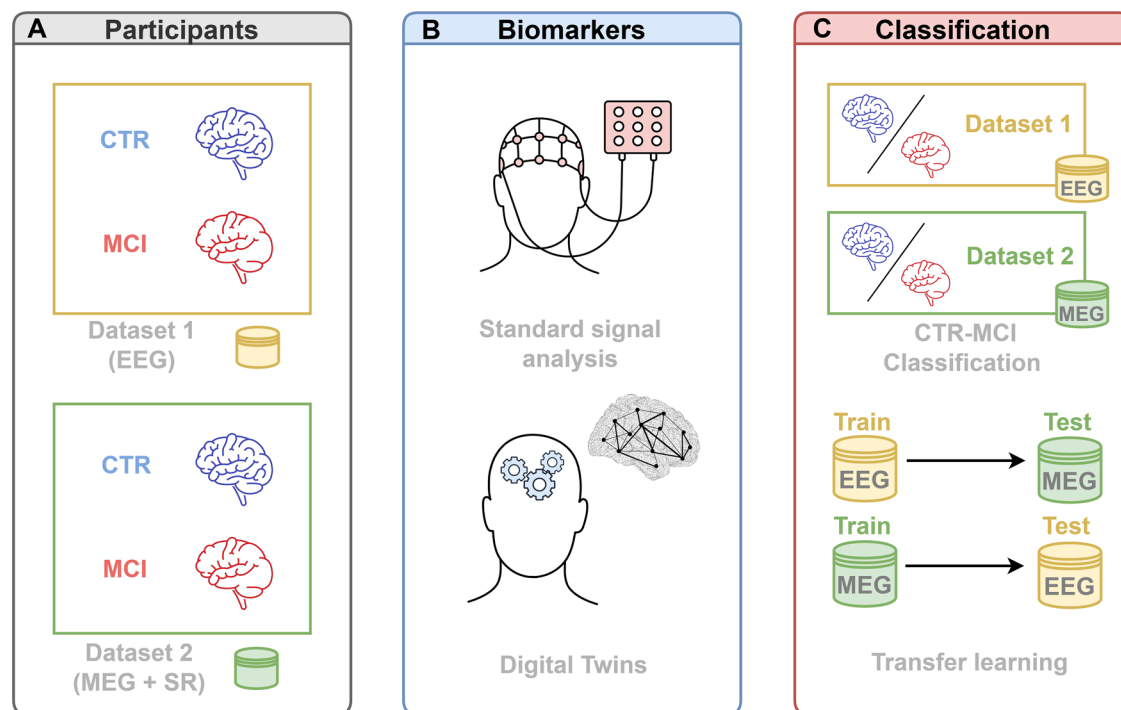 A Participants
CTR
MCI
Dataset 1
(EEG)
CTR
MCI
Dataset 2
(MEG + SR)
B Biomarkers
Standard signal
analysis
Digital Twins
C Classification
Dataset 1
EEG
Dataset 2
MEG
CTR-MCI
Classification
Train Test
EEG MEG
Train Test
MEG EEG
Transfer learning